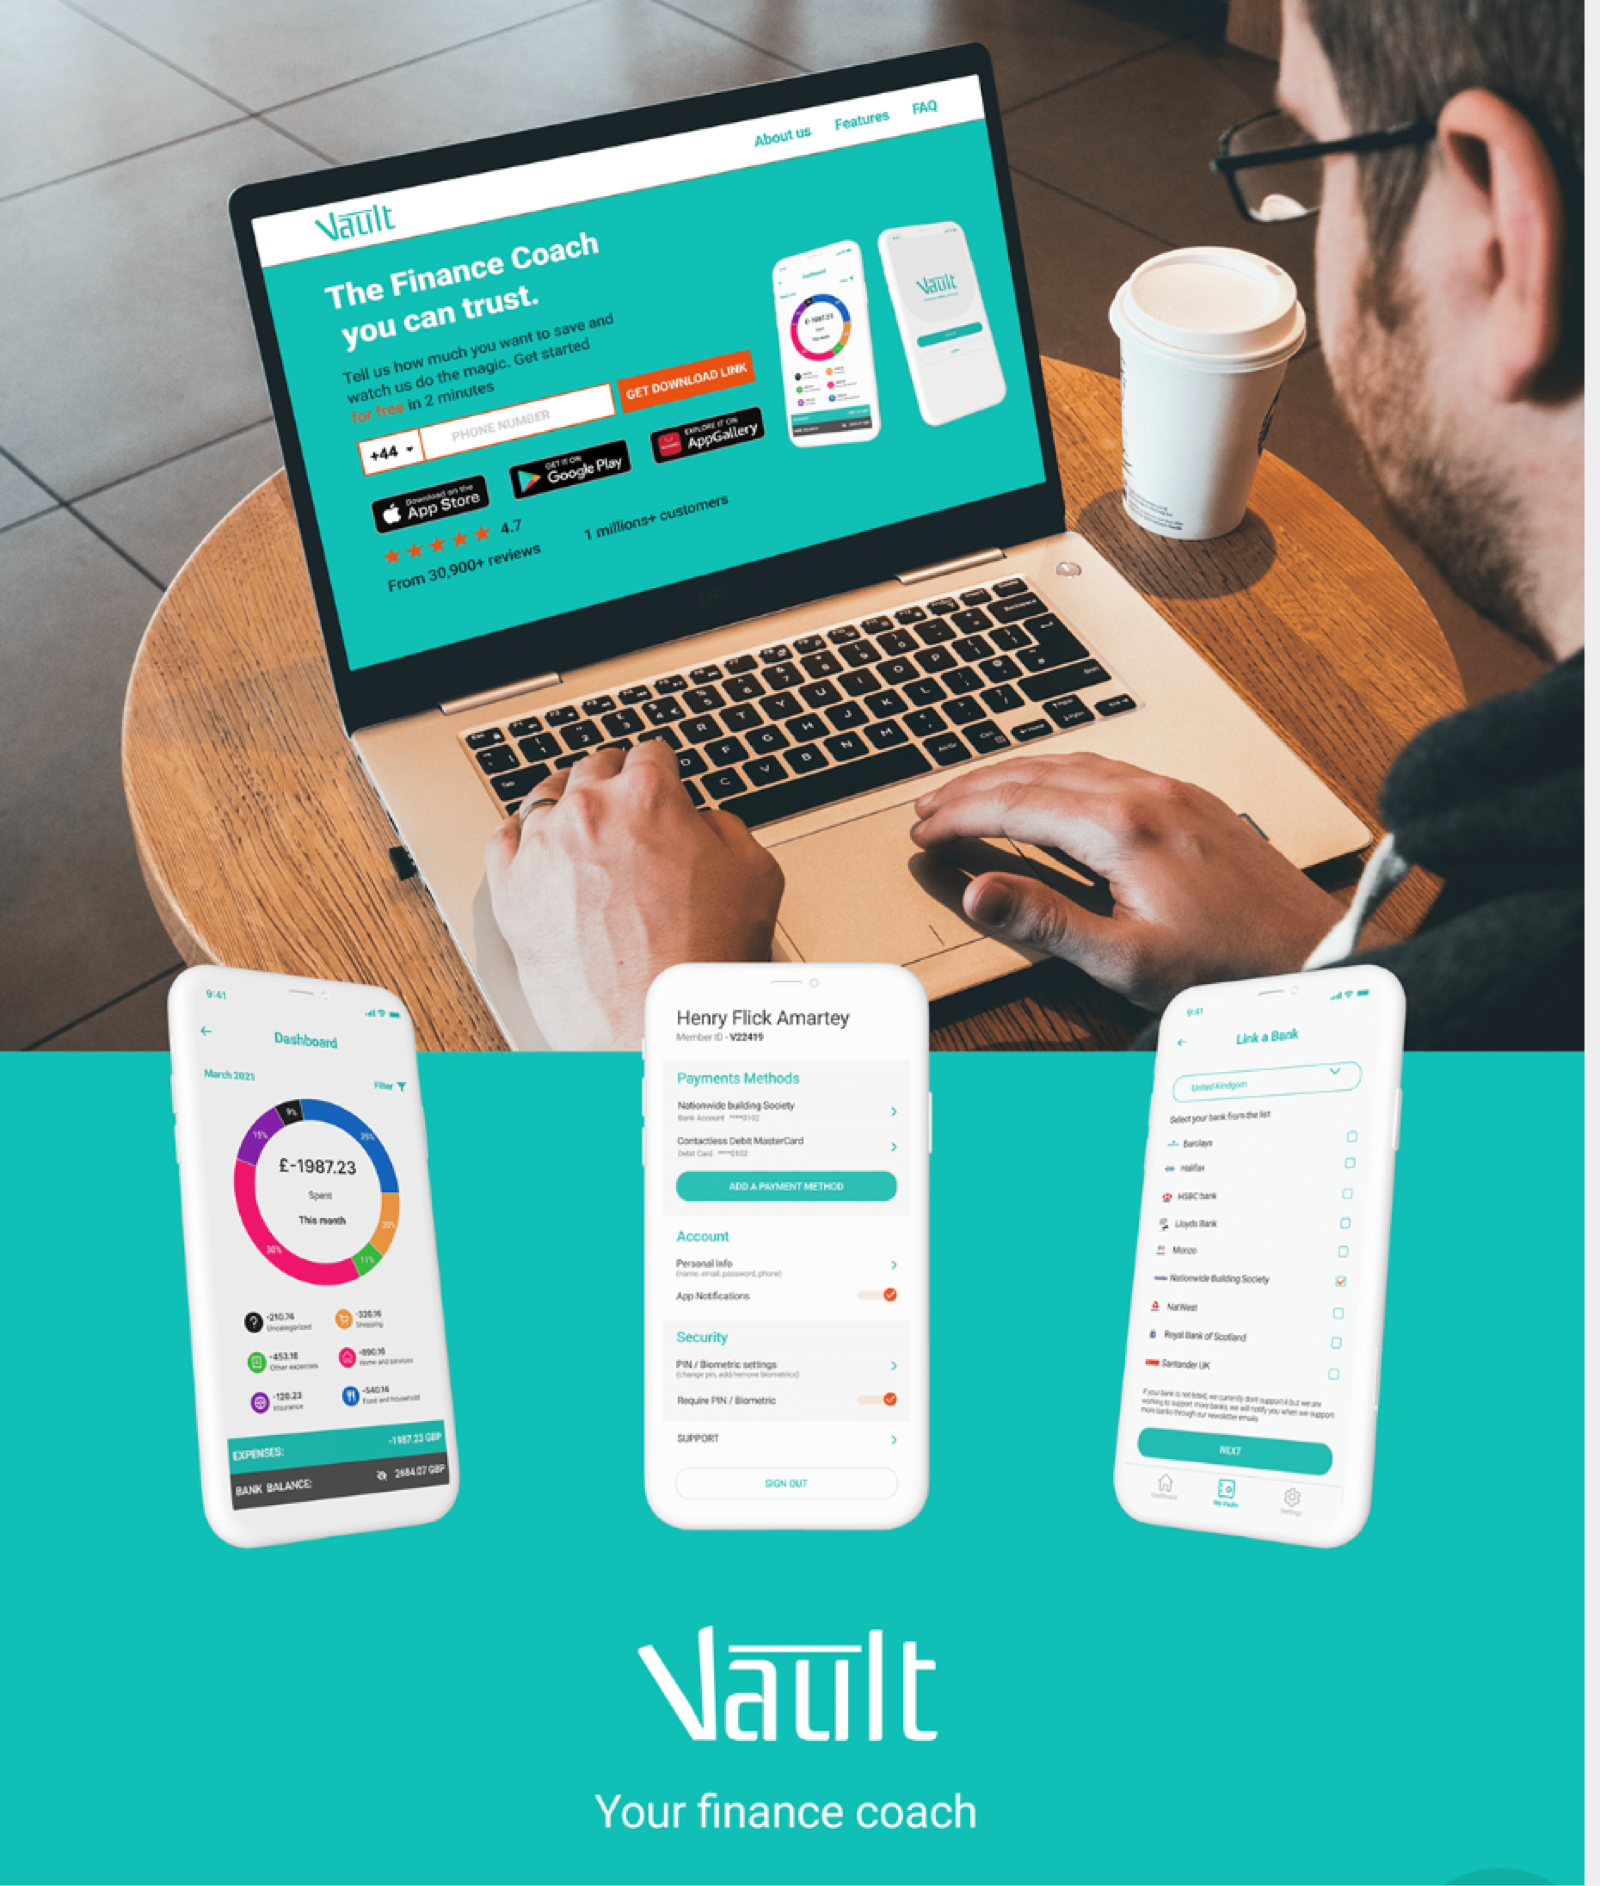 About us
Features
FAQ
Vault
The Finance Coach
you can trust.
Tell us how much you want to save and
watch us do the magic. Get started
for free in 2 minutes
+44
PHONE NUMBER
GET DOWNLOAD LINK
Download on the
App Store
GET IT ON
Google Play
EXPLORE IT ON
AppGallery
4.7
From 30,900+ reviews
1 millions+ customers
Dashboard
£-1987.23
Vault
9:41
Dashboard
March 2021
Filter
9%
25%
15%
£-1987.23
Spent
This month
30%
11%
-210.76
Uncategorized
-320.16
Shopping
-453.16
Other expenses
-890.16
Home and services
-120.23
Insurance
-540.14
Food and household
EXPENSES:
-1987.23 GBP
BANK BALANCE:
2684.07 GBP
Henry Flick Amartey
Member ID - V22419
Payments Methods
Nationwide building Society
Bank Account ****0102
Contactless Debit MasterCard
Debit Card ****0102
ADD A PAYMENT METHOD
Account
Personal Info
(name, email, password, phone)
App Notifications
Security
PIN / Biometric settings
(change pin, add/remove biometrics)
Require PIN / Biometric
SUPPORT
SIGN OUT
9:41
Link a Bank
United Kindgom
Select your bank from the list
Barclays
Halifax
HSBC bank
Lloyds Bank
Monzo
Nationwide Building Society
NatWest
Royal Bank of Scotland
Santander UK
If your bank is not listed, we currently dont support it but we are
working to support more banks, we will notify you when we support
more banks through our newsletter emails
NEXT
Dashboard
My Vaults
Settings
Vault
Your finance coach